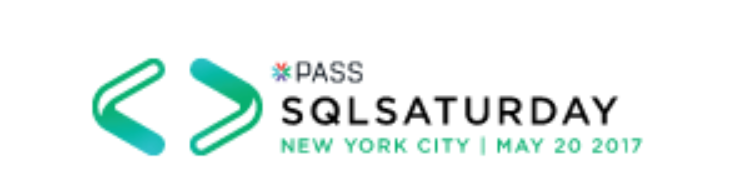 PASS
SQLSATURDAY
NEW YORK CITY | MAY 20 2017